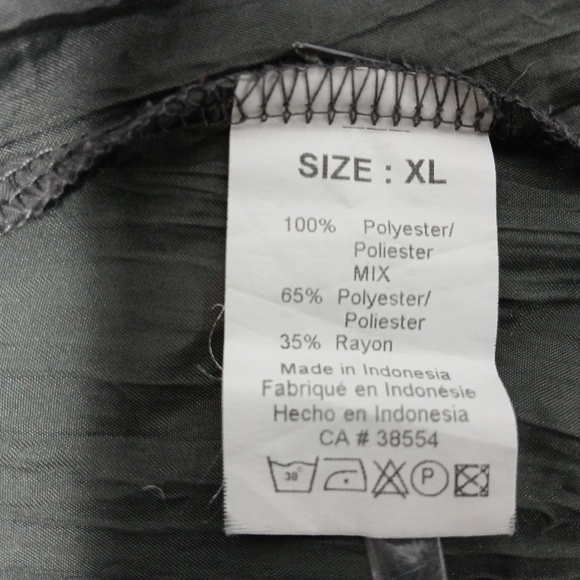 SIZE : XL
100% Polyester/
Poliester
MIX
65% Polyester/
Poliester
35% Rayon
Made in Indonesia
Fabriqué en Indonésie
Hecho en Indonesia
CA # 38554
30° P